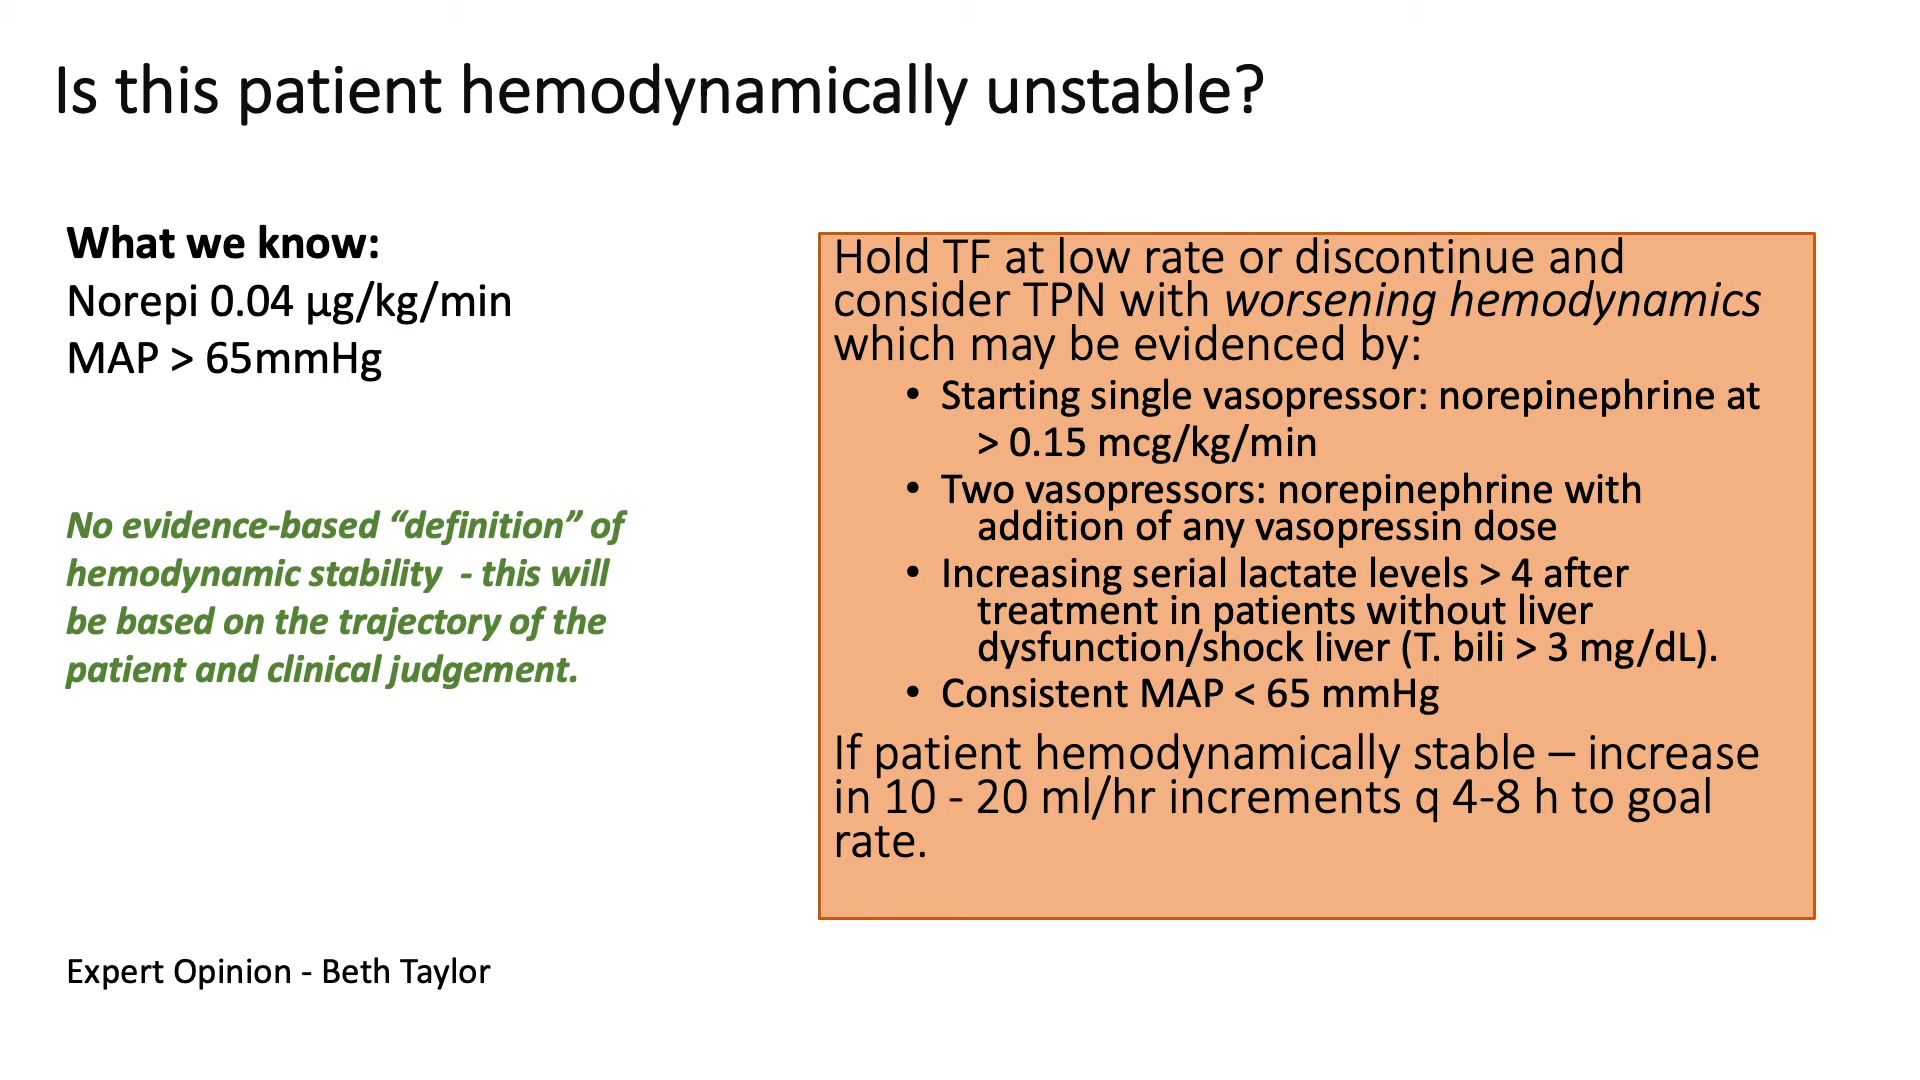 Is this patient hemodynamically unstable?
What we know:
Norepi 0.04 µg/kg/min
MAP > 65mmHg
No evidence-based “definition” of
hemodynamic stability - this will
be based on the trajectory of the
patient and clinical judgement.
Expert Opinion - Beth Taylor
Hold TF at low rate or discontinue and
consider TPN with worsening hemodynamics
which may be evidenced by:
• Starting single vasopressor: norepinephrine at
> 0.15 mcg/kg/min
• Two vasopressors: norepinephrine with
addition of any vasopressin dose
• Increasing serial lactate levels > 4 after
treatment in patients without liver
dysfunction/shock liver (T. bili > 3 mg/dL).
• Consistent MAP < 65 mmHg
If patient hemodynamically stable – increase
in 10 - 20 ml/hr increments q 4-8 h to goal
rate.